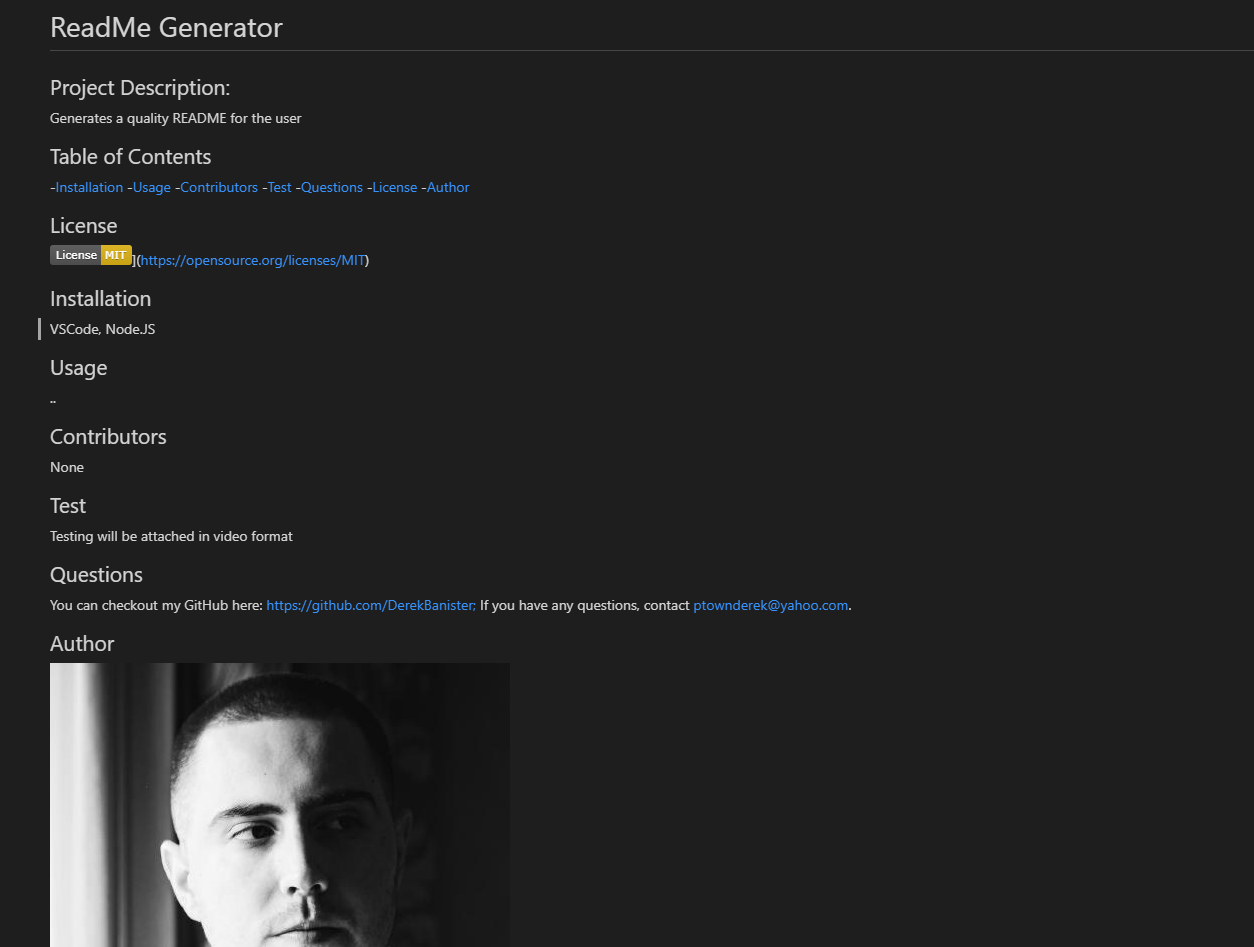 ReadMe Generator
Project Description:
Generates a quality README for the user
Table of Contents
-Installation -Usage -Contributors -Test -Questions -License -Author
License
License MIT](https://opensource.org/licenses/MIT)
Installation
VSCode, Node.JS
Usage
..
Contributors
None
Test
Testing will be attached in video format
Questions
You can checkout my GitHub here: https://github.com/DerekBanister; If you have any questions, contact ptownderek@yahoo.com.
Author